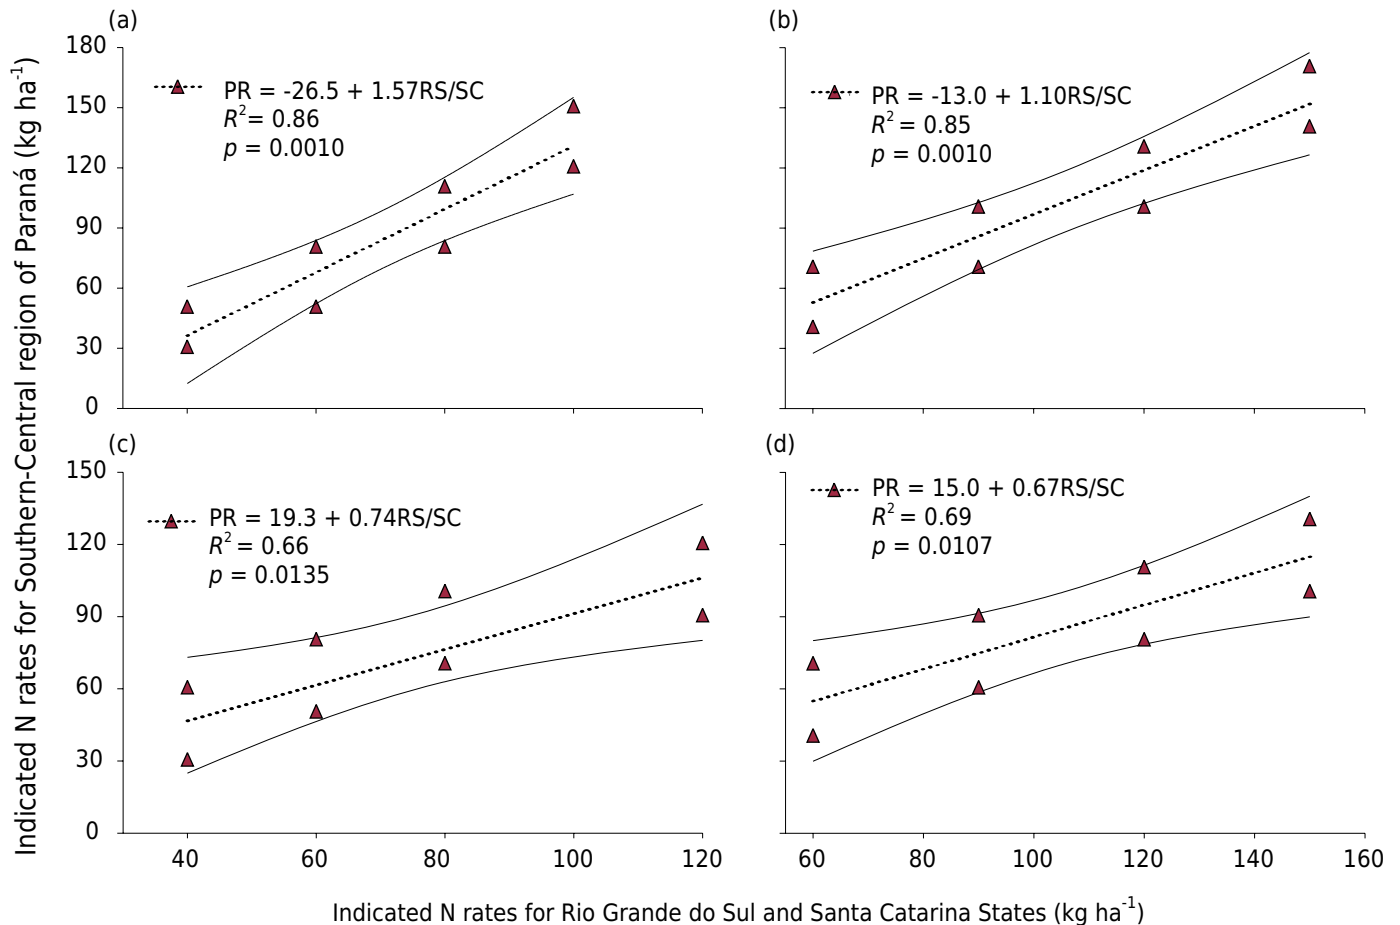 (a)
180
150
120
90
60
30
0
PR = -26.5 + 1.57RS/SC
R² = 0.86
p = 0.0010
(b)
PR = -13.0 + 1.10RS/SC
R² = 0.85
p = 0.0010
(c)
150
120
90
60
30
0
PR = 19.3 + 0.74RS/SC
R² = 0.66
p = 0.0135
40 60 80 100 120
(d)
PR = 15.0 + 0.67RS/SC
R² = 0.69
p = 0.0107
60 80 100 120 140 160
Indicated N rates for Southern-Central region of Paraná (kg ha⁻¹)
Indicated N rates for Rio Grande do Sul and Santa Catarina States (kg ha⁻¹)